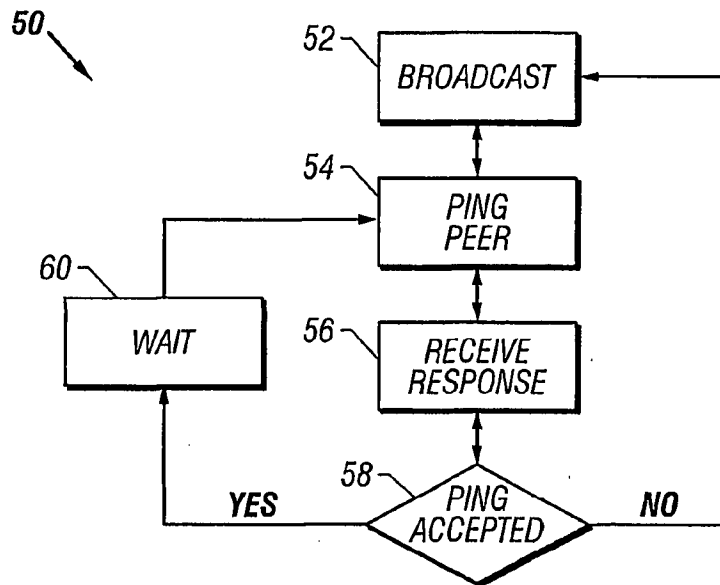 50
52
BROADCAST
54
PING
PEER
60
WAIT
56
RECEIVE
RESPONSE
58
YES
PING
ACCEPTED
NO